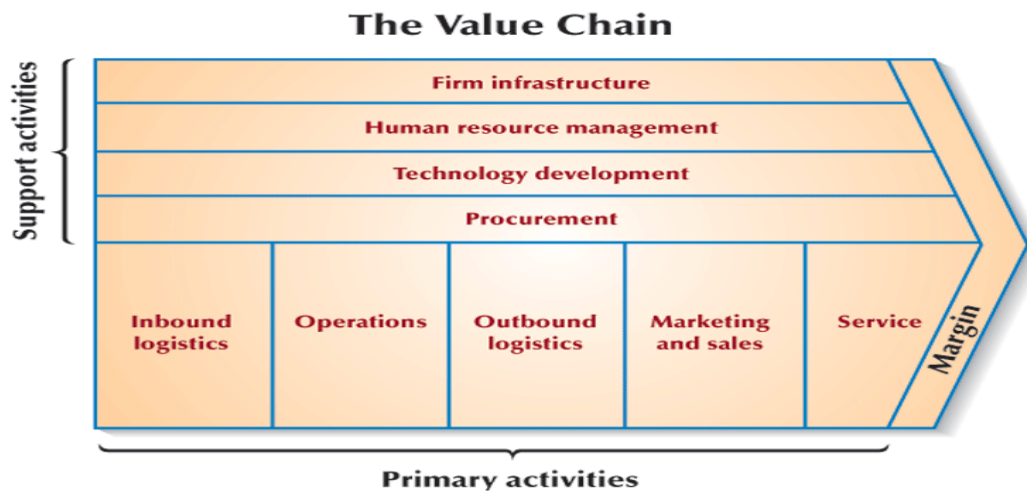 The Value Chain
Support activities
Firm infrastructure
Human resource management
Technology development
Procurement
Inbound
logistics
Operations
Outbound
logistics
Marketing
and sales
Service
Margin
Primary activities